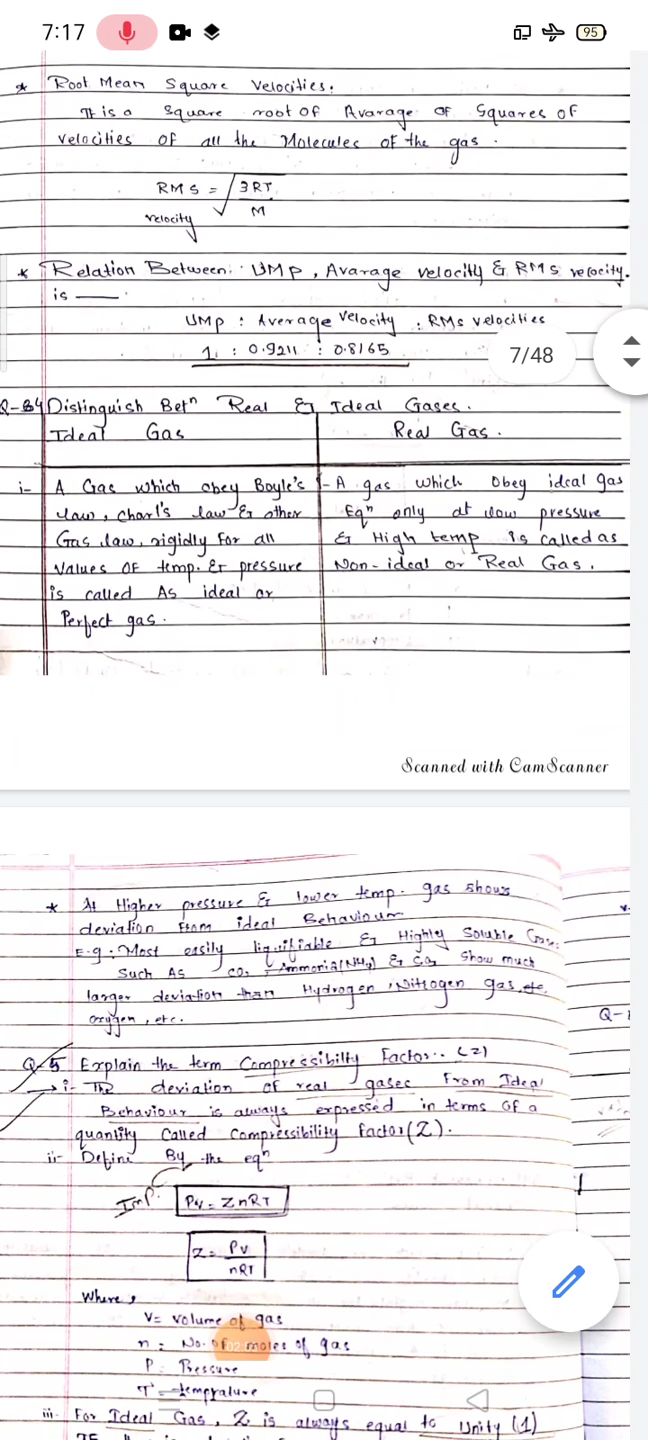 7:17
95
* Root Mean Square Velocities.
It is a square root of Avarage of Squares of
velocities of all the Molecules of the gas.
RMS = √3RT
velocity M
* Relation Between: UMP, Avarage velocity & RMS velocity.
is —.
UMP : Average velocity : RMS velocities
1 : 0.9211 : 0.8165
7/48
Q-84 Distinguish Betn Real & Ideal Gases.
Ideal Gas Real Gas.
i- A Gas which obey Boyle's
law, Charl's law & other
Gas law, rigidly for all
values of temp. & pressure
is called As ideal or
Perfect gas.
- A gas which obey ideal gas
Eqn only at low pressure
& High temp is called as
Non-ideal or Real Gas.
Scanned with CamScanner
* At Higher pressure & lower temp. gas shows
deviation from ideal Behaviour
E.g: Most easily liquifiable & Highly Soluble
Such As CO2, Ammonia & show much
larger deviation than Hydrogen, Nitrogen gas, etc.
oxygen, etc.
Q-
Q-5 Explain the term Compressibilty Factor.. (Z)
→ i- The deviation of real gases From Ideal
Behaviour is always expressed in terms of a
quantity called compressibility factor (Z).
ii- Define By the eqn
Imp. PV = ZnRT
Z = PV
nRT
Where,
V= volume of gas
n = No. of moles of gas
P = Pressure
T = temprature
iii- For Ideal Gas, Z is always equal to Unity (1)